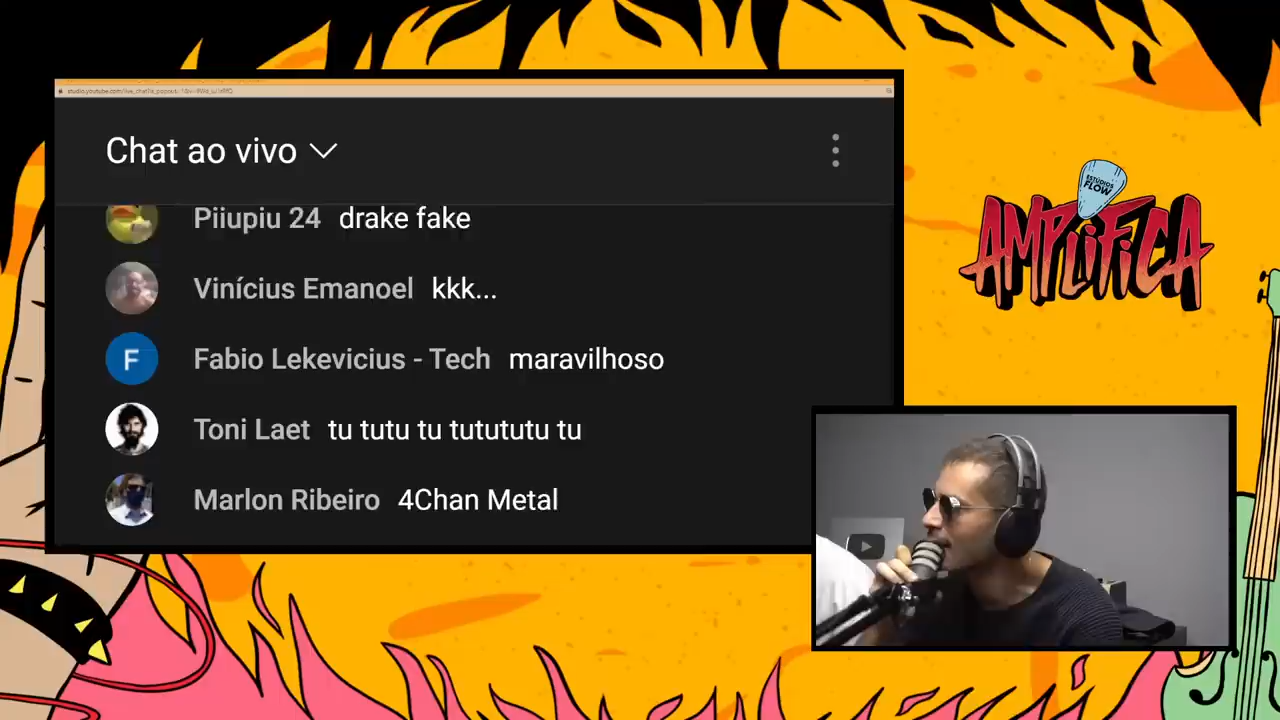 Chat ao vivo
Piiupiu 24 drake fake
Vinícius Emanoel kkk...
Fabio Lekevicius - Tech maravilhoso
F
Toni Laet tu tutu tu tutututu tu
Marlon Ribeiro 4Chan Metal
ESTÚDIOS
FLOW
AMPLIFICA